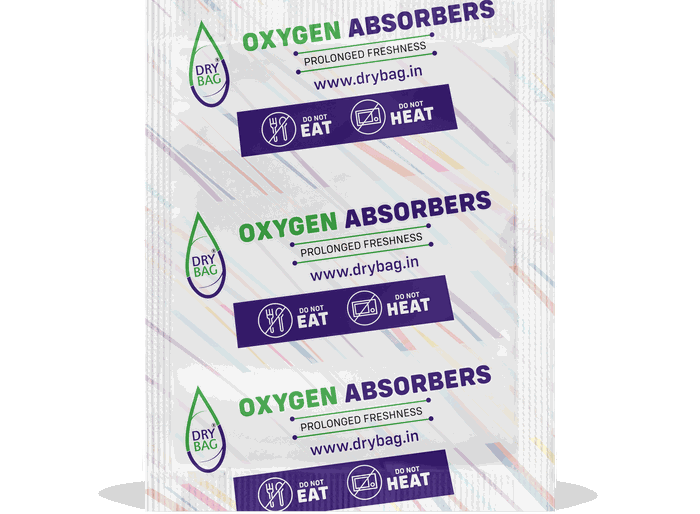 OXYGEN ABSORBERS
PROLONGED FRESHNESS
DRY
BAG
®
www.drybag.in
DO NOT
EAT
DO NOT
HEAT
OXYGEN ABSORBERS
PROLONGED FRESHNESS
DRY
BAG
®
www.drybag.in
DO NOT
EAT
DO NOT
HEAT
OXYGEN ABSORBERS
PROLONGED FRESHNESS
DRY
BAG
®
www.drybag.in
DO NOT
EAT
DO NOT
HEAT